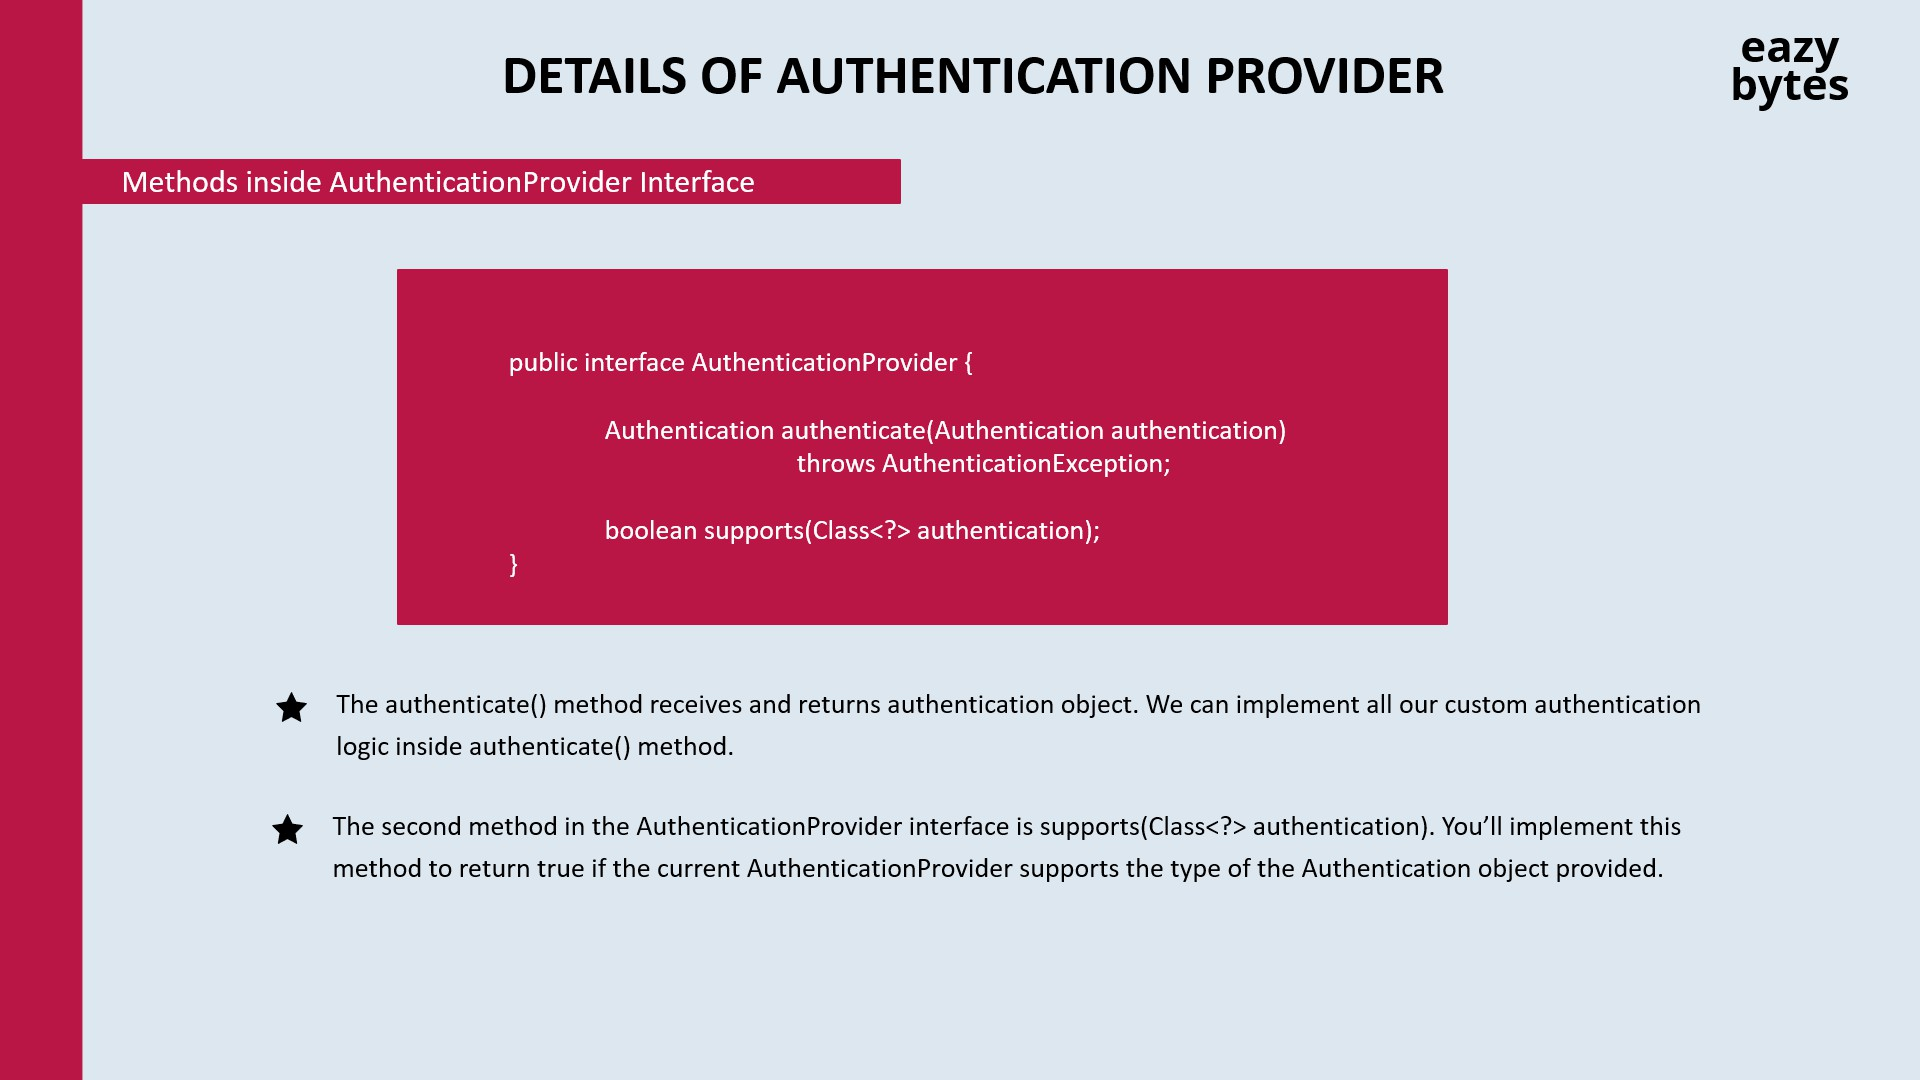 DETAILS OF AUTHENTICATION PROVIDER
eazy
bytes
Methods inside AuthenticationProvider Interface
public interface AuthenticationProvider {
Authentication authenticate(Authentication authentication)
throws AuthenticationException;
boolean supports(Class<?> authentication);
}
The authenticate() method receives and returns authentication object. We can implement all our custom authentication
logic inside authenticate() method.
The second method in the AuthenticationProvider interface is supports(Class<?> authentication). You’ll implement this
method to return true if the current AuthenticationProvider supports the type of the Authentication object provided.